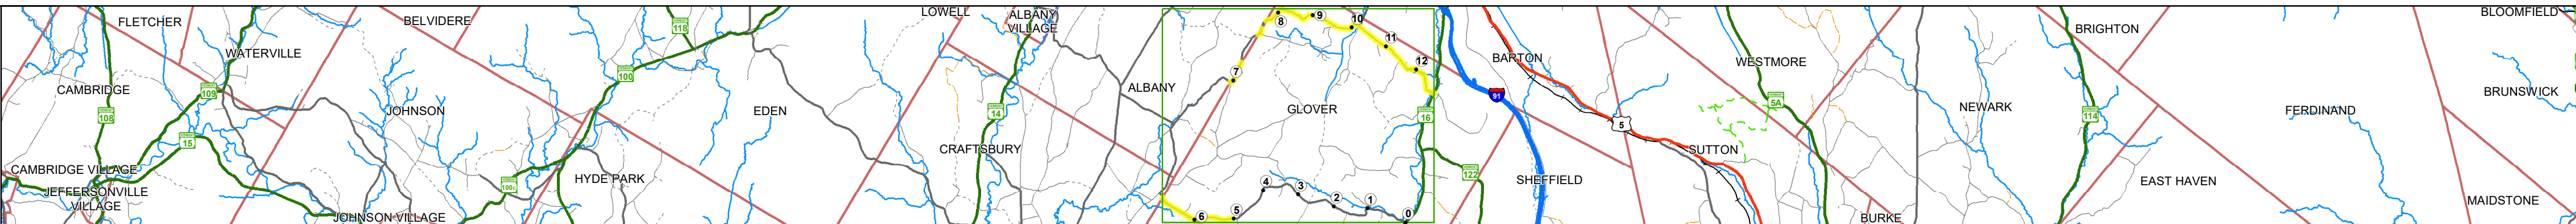 FLETCHER
BELVIDERE
LOWELL
ALBANY
VILLAGE
BLOOMFIELD
BRIGHTON
WATERVILLE
118
8
9
10
11
12
7
BARTON
WESTMORE
CAMBRIDGE
109
100
ALBANY
91
5A
BRUNSWICK
108
JOHNSON
EDEN
14
GLOVER
16
5
NEWARK
114
FERDINAND
15
CRAFTSBURY
SUTTON
CAMBRIDGE VILLAGE
JEFFERSONVILLE
VILLAGE
100c
HYDE PARK
122
SHEFFIELD
EAST HAVEN
MAIDSTONE
4
3
2
1
0
6
5
JOHNSON VILLAGE
BURKE